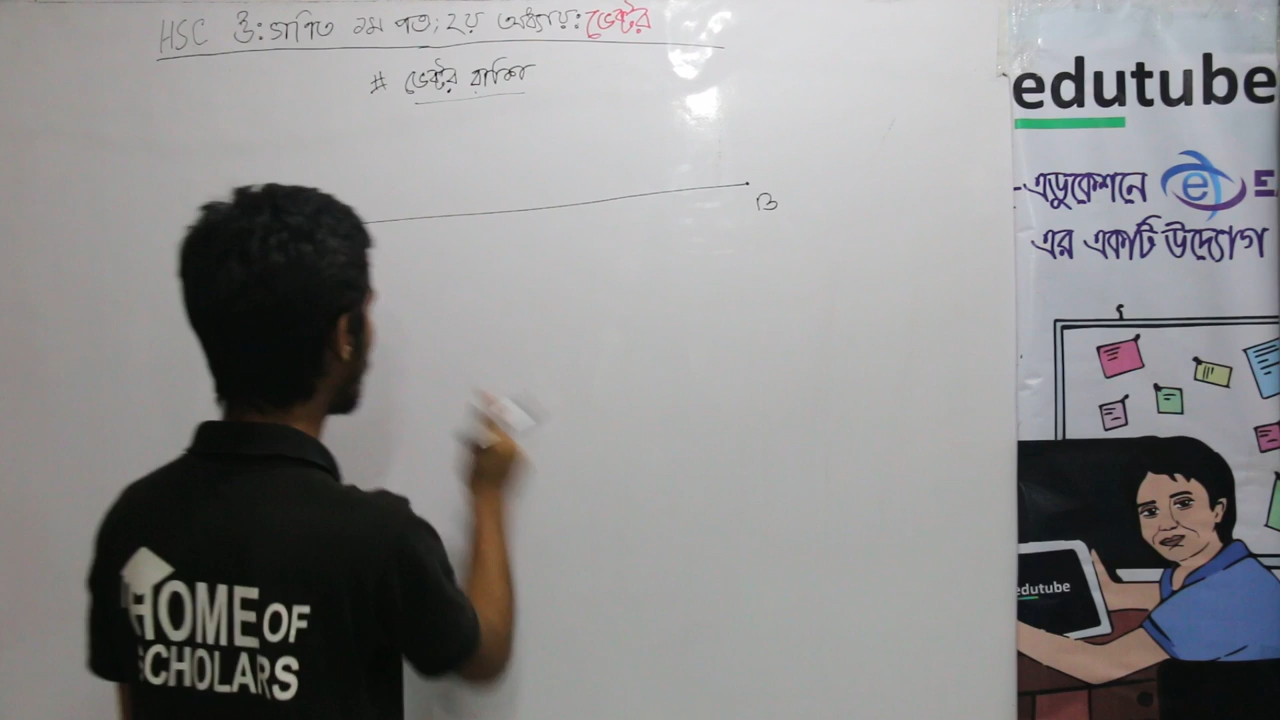 HSC উ:গণিত ১ম পত্র; ২য় অধ্যায়: ভেক্টর
# ভেক্টর রাশি
B
HOME OF
SCHOLARS
edutube
-এডুকেশনে e E
এর একটি উদ্যোগ
edutube